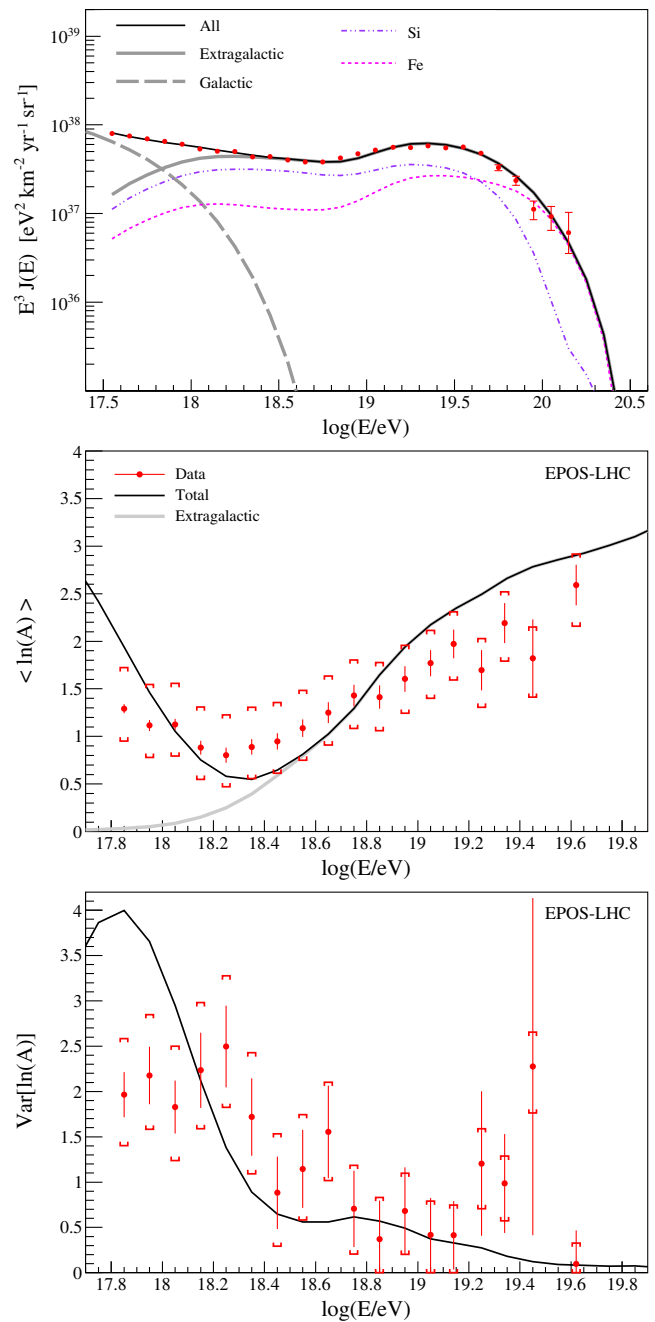 All
Extragalactic
Galactic
Si
Fe
10^39
10^38
10^37
10^36
E^3 J(E) [eV^2 km^-2 yr^-1 sr^-1]
17.5 18 18.5 19 19.5 20 20.5
log(E/eV)
EPOS-LHC
Data
Total
Extragalactic
4
3.5
3
2.5
2
1.5
1
0.5
0
< ln(A) >
17.8 18 18.2 18.4 18.6 18.8 19 19.2 19.4 19.6 19.8
log(E/eV)
EPOS-LHC
4
3.5
3
2.5
2
1.5
1
0.5
0
Var[ln(A)]
17.8 18 18.2 18.4 18.6 18.8 19 19.2 19.4 19.6 19.8
log(E/eV)